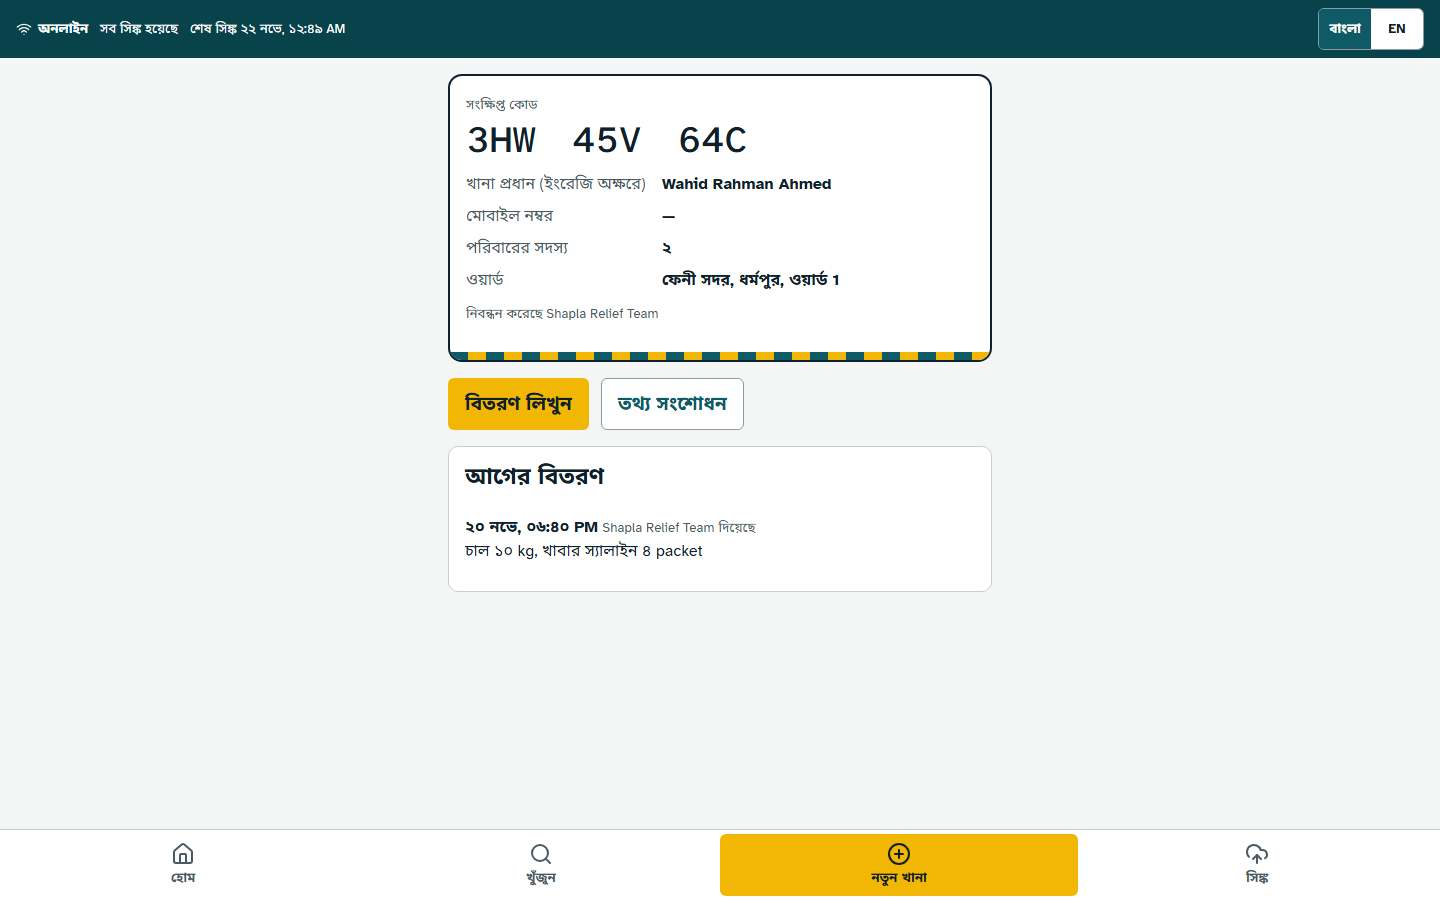 অনলাইন সব সিঙ্ক হয়েছে শেষ সিঙ্ক ২২ নভে, ১২:৪৯ AM
বাংলা EN
সংক্ষিপ্ত কোড
3HW 45V 64C
খানা প্রধান (ইংরেজি অক্ষরে) Wahid Rahman Ahmed
মোবাইল নম্বর —
পরিবারের সদস্য ২
ওয়ার্ড ফেনী সদর, ধর্মপুর, ওয়ার্ড 1
নিবন্ধন করেছে Shapla Relief Team
বিতরণ লিখুন তথ্য সংশোধন
আগের বিতরণ
২০ নভে, ০৬:৪০ PM Shapla Relief Team দিয়েছে
চাল ১০ kg, খাবার স্যালাইন 8 packet
হোম খুঁজুন নতুন খানা সিঙ্ক